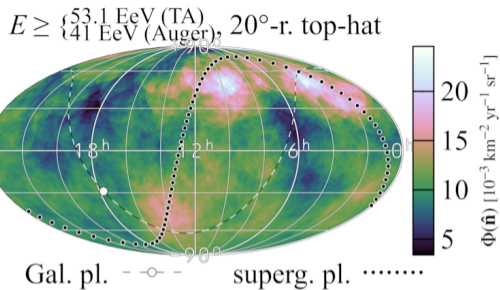 E ≥ {53.1 EeV (TA)
41 EeV (Auger), 20°-r. top-hat
+90°
18ʰ
12ʰ
6ʰ
0ʰ
−90°
20
15
10
5
Φ(n̂) [10⁻³ km⁻² yr⁻¹ sr⁻¹]
Gal. pl.
superg. pl.